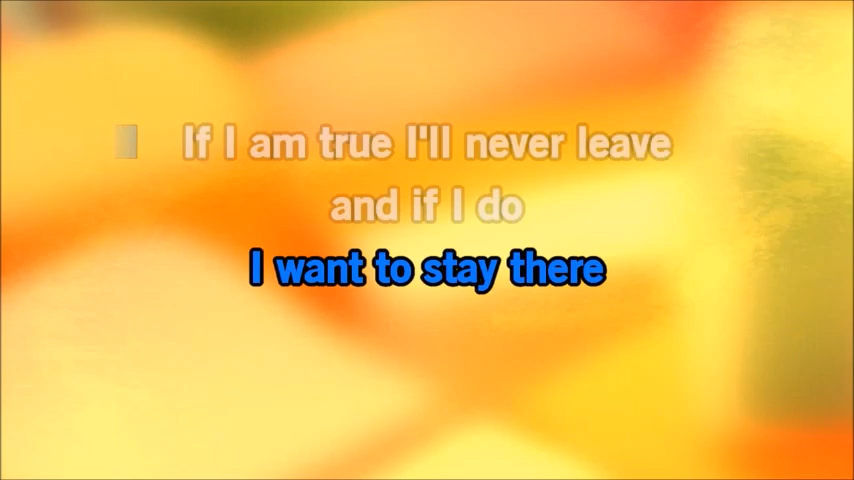 If I am true I'll never leave
and if I do
I want to stay there